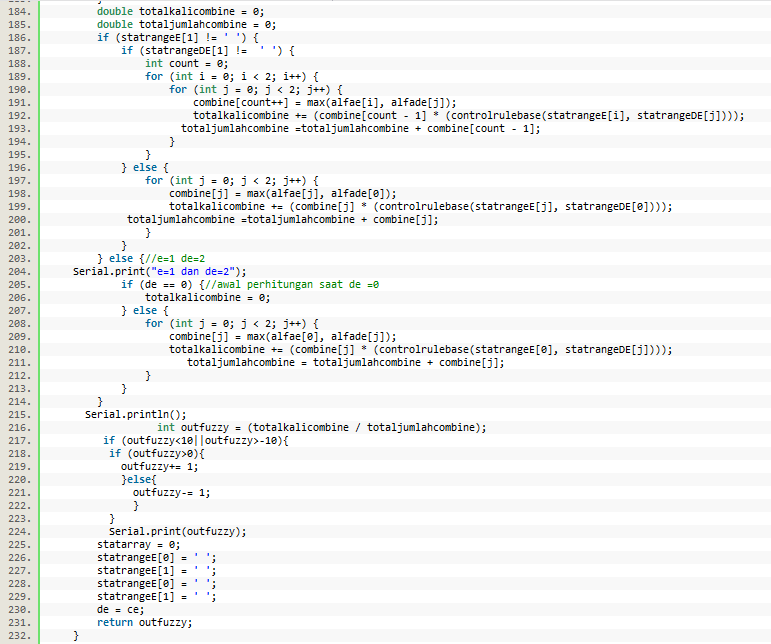 184. double totalkalicombine = 0;
185. double totaljumlahcombine = 0;
186. if (statrangeE[1] != ' ') {
187. if (statrangeDE[1] != ' ') {
188. int count = 0;
189. for (int i = 0; i < 2; i++) {
190. for (int j = 0; j < 2; j++) {
191. combine[count++] = max(alfae[i], alfade[j]);
192. totalkalicombine += (combine[count - 1] * (controlrulebase(statrangeE[i], statrangeDE[j])));
193. totaljumlahcombine =totaljumlahcombine + combine[count - 1];
194. }
195. }
196. } else {
197. for (int j = 0; j < 2; j++) {
198. combine[j] = max(alfae[j], alfade[0]);
199. totalkalicombine += (combine[j] * (controlrulebase(statrangeE[j], statrangeDE[0])));
200. totaljumlahcombine =totaljumlahcombine + combine[j];
201. }
202. }
203. } else {//e=1 de=2
204. Serial.print("e=1 dan de=2");
205. if (de == 0) {//awal perhitungan saat de =0
206. totalkalicombine = 0;
207. } else {
208. for (int j = 0; j < 2; j++) {
209. combine[j] = max(alfae[0], alfade[j]);
210. totalkalicombine += (combine[j] * (controlrulebase(statrangeE[0], statrangeDE[j])));
211. totaljumlahcombine = totaljumlahcombine + combine[j];
212. }
213. }
214. }
215. Serial.println();
216. int outfuzzy = (totalkalicombine / totaljumlahcombine);
217. if (outfuzzy<10||outfuzzy>-10){
218. if (outfuzzy>0){
219. outfuzzy+= 1;
220. }else{
221. outfuzzy-= 1;
222. }
223. }
224. Serial.print(outfuzzy);
225. statarray = 0;
226. statrangeE[0] = ' ';
227. statrangeE[1] = ' ';
228. statrangeE[0] = ' ';
229. statrangeE[1] = ' ';
230. de = ce;
231. return outfuzzy;
232. }